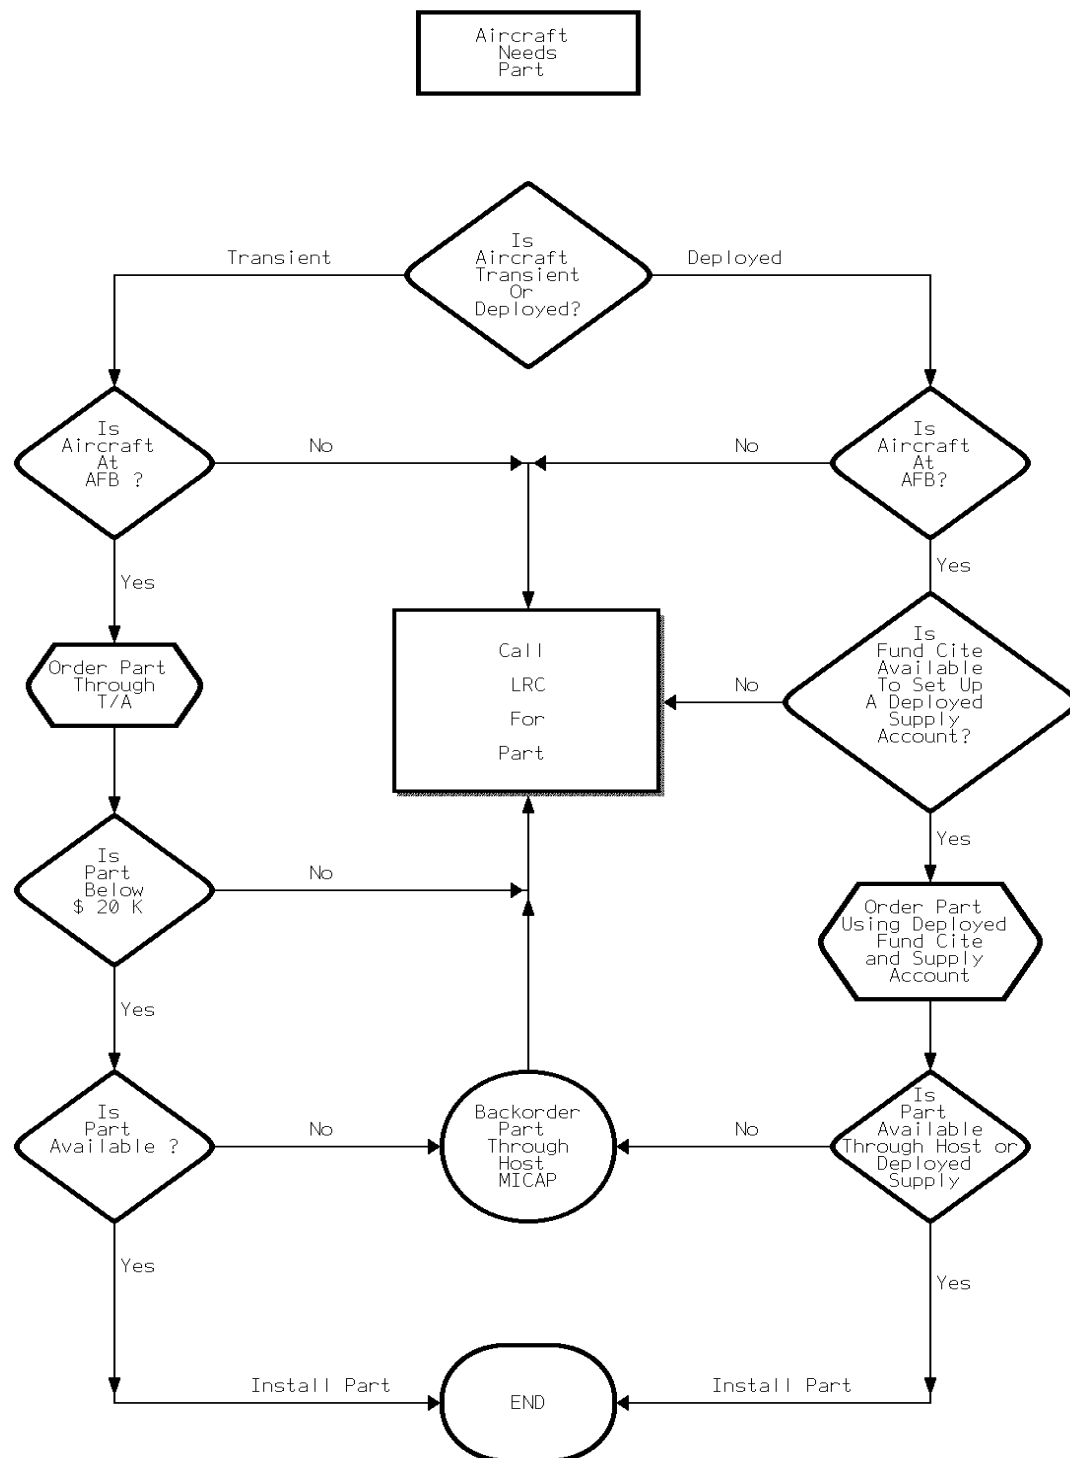 Aircraft
Needs
Part
Is
Aircraft
Transient
Or
Deployed?
Transient
Deployed
Is
Aircraft
At
AFB ?
No
No
Is
Aircraft
At
AFB?
Yes
Yes
Order Part
Through
T/A
Call
LRC
For
Part
No
Is
Fund Cite
Available
To Set Up
A Deployed
Supply
Account?
Is
Part
Below
$ 20 K
No
Yes
Order Part
Using Deployed
Fund Cite
and Supply
Account
Yes
Is
Part
Available ?
No
Backorder
Part
Through
Host
MICAP
No
Is
Part
Available
Through Host or
Deployed
Supply
Yes
Yes
Install Part
END
Install Part